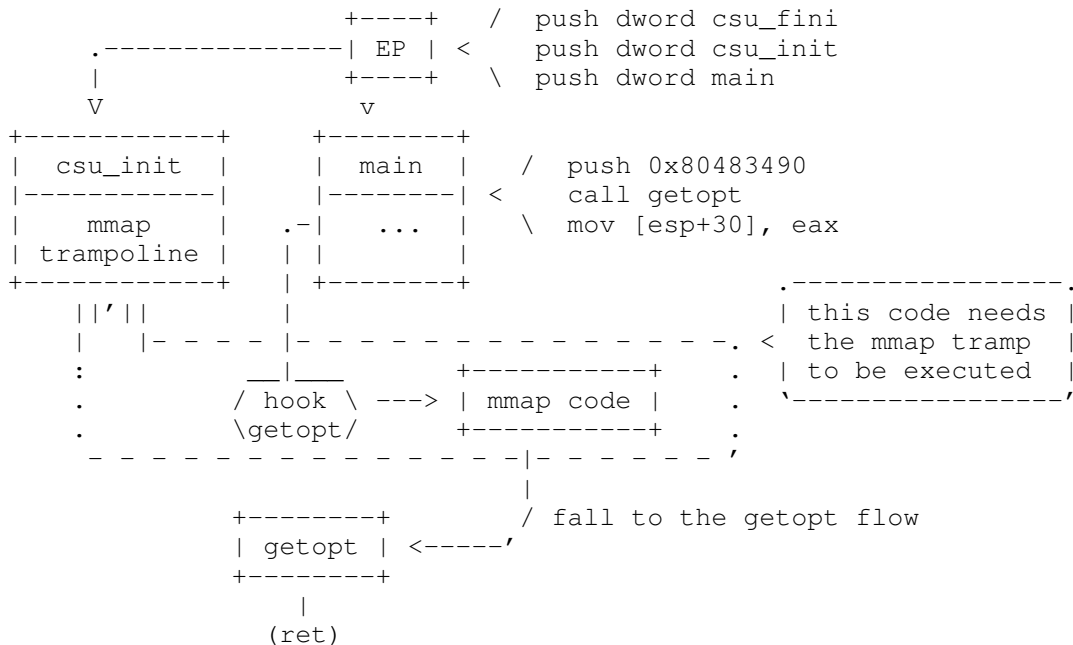 +----+   /  push dword csu_fini
     .---------------| EP | <    push dword csu_init
     |               +----+   \  push dword main
     V                v
+------------+     +--------+
|  csu_init  |     |  main  |   /  push 0x80483490
|------------|     |--------| <    call getopt
|    mmap    |   .-|   ...  |   \  mov [esp+30], eax
| trampoline |   | |        |
+------------+   | +--------+                   .----------------.
    ||'||        |                              | this code needs |
    |   |- - - - |- - - - - - - - - - - - - -. <  the mmap tramp  |
    :          __|___        +-----------+    .  | to be executed  |
    .         / hook \ ---> | mmap code |    .  `----------------'
    .         \getopt/      +-----------+    .
     - - - - - - - - - - - - - -|- - - - - - '
                                |
              +--------+        / fall to the getopt flow
              | getopt | <-----'
              +--------+
                  |
                (ret)